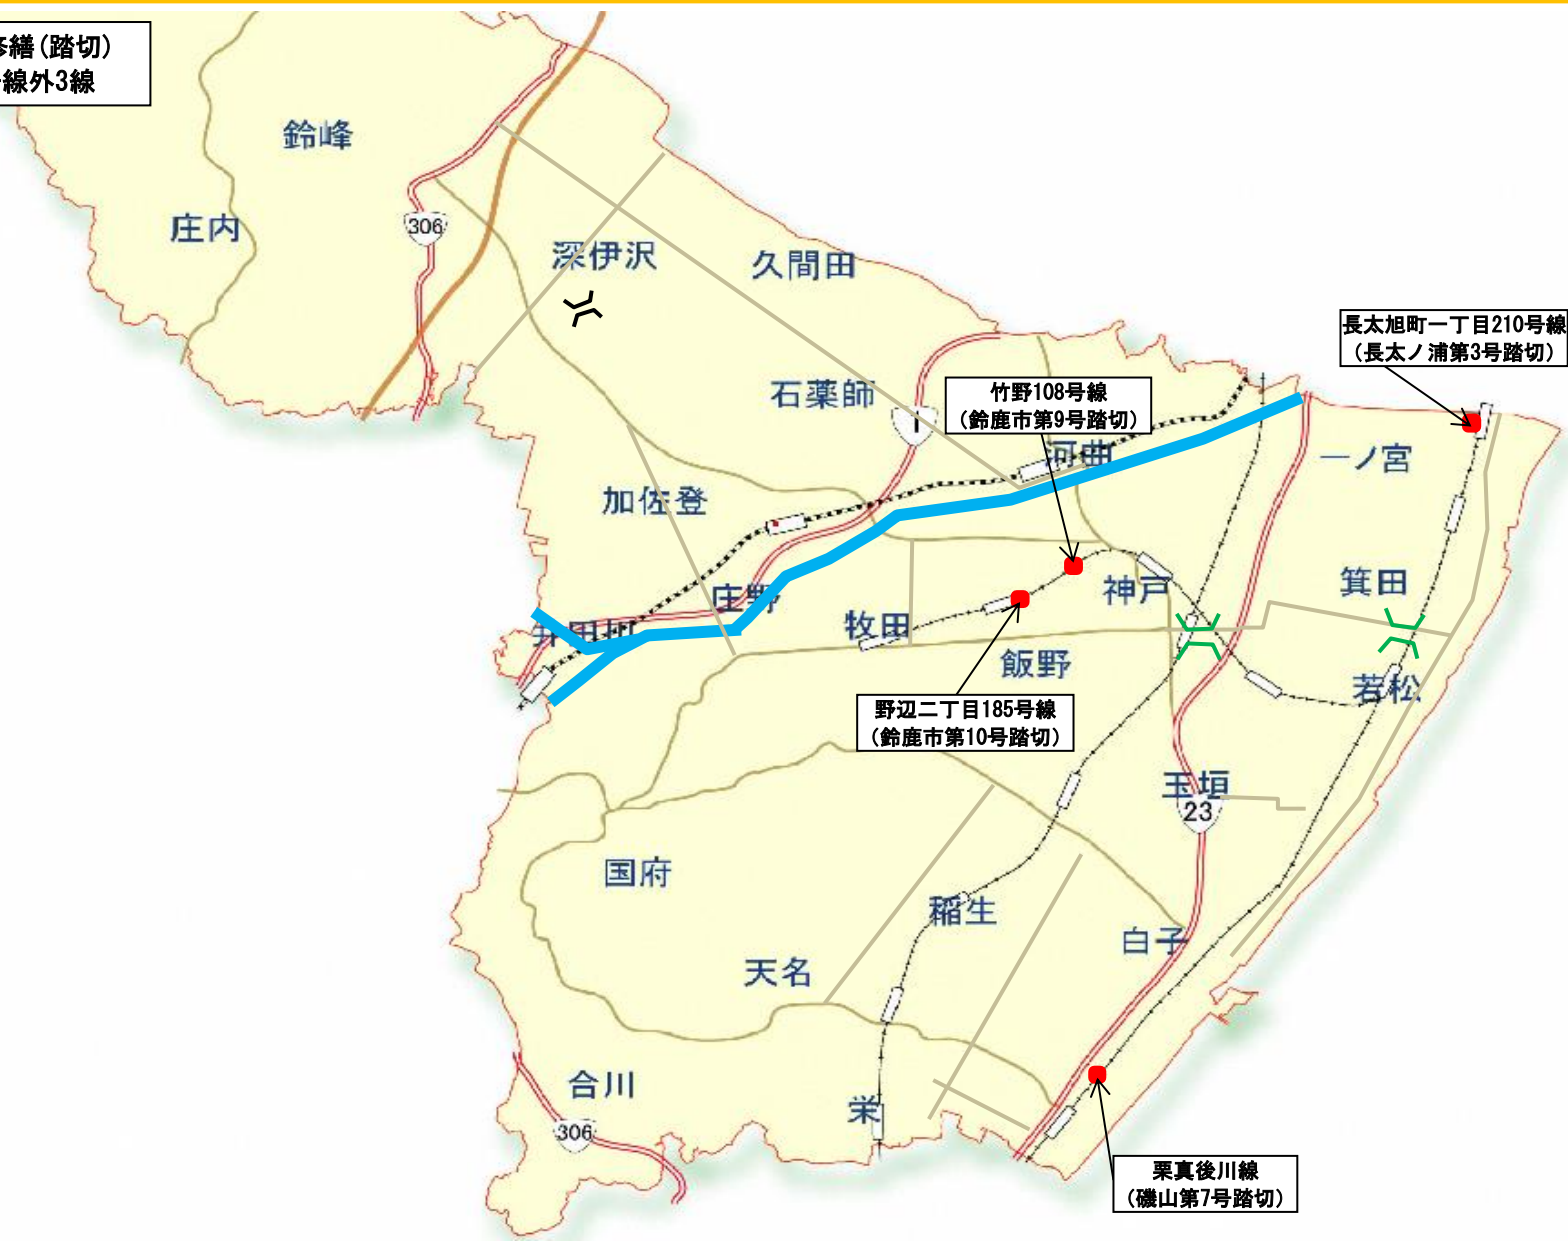 修繕(踏切)
線外3線
鈴峰
庄内
306
深伊沢
久間田
長太旭町一丁目210号線
(長太ノ浦第3号踏切)
石薬師
1
竹野108号線
(鈴鹿市第9号踏切)
河曲
一ノ宮
加佐登
庄野
井田川
牧田
神戸
箕田
飯野
若松
野辺二丁目185号線
(鈴鹿市第10号踏切)
玉垣
23
国府
稲生
白子
天名
合川
栄
306
栗真後川線
(磯山第7号踏切)